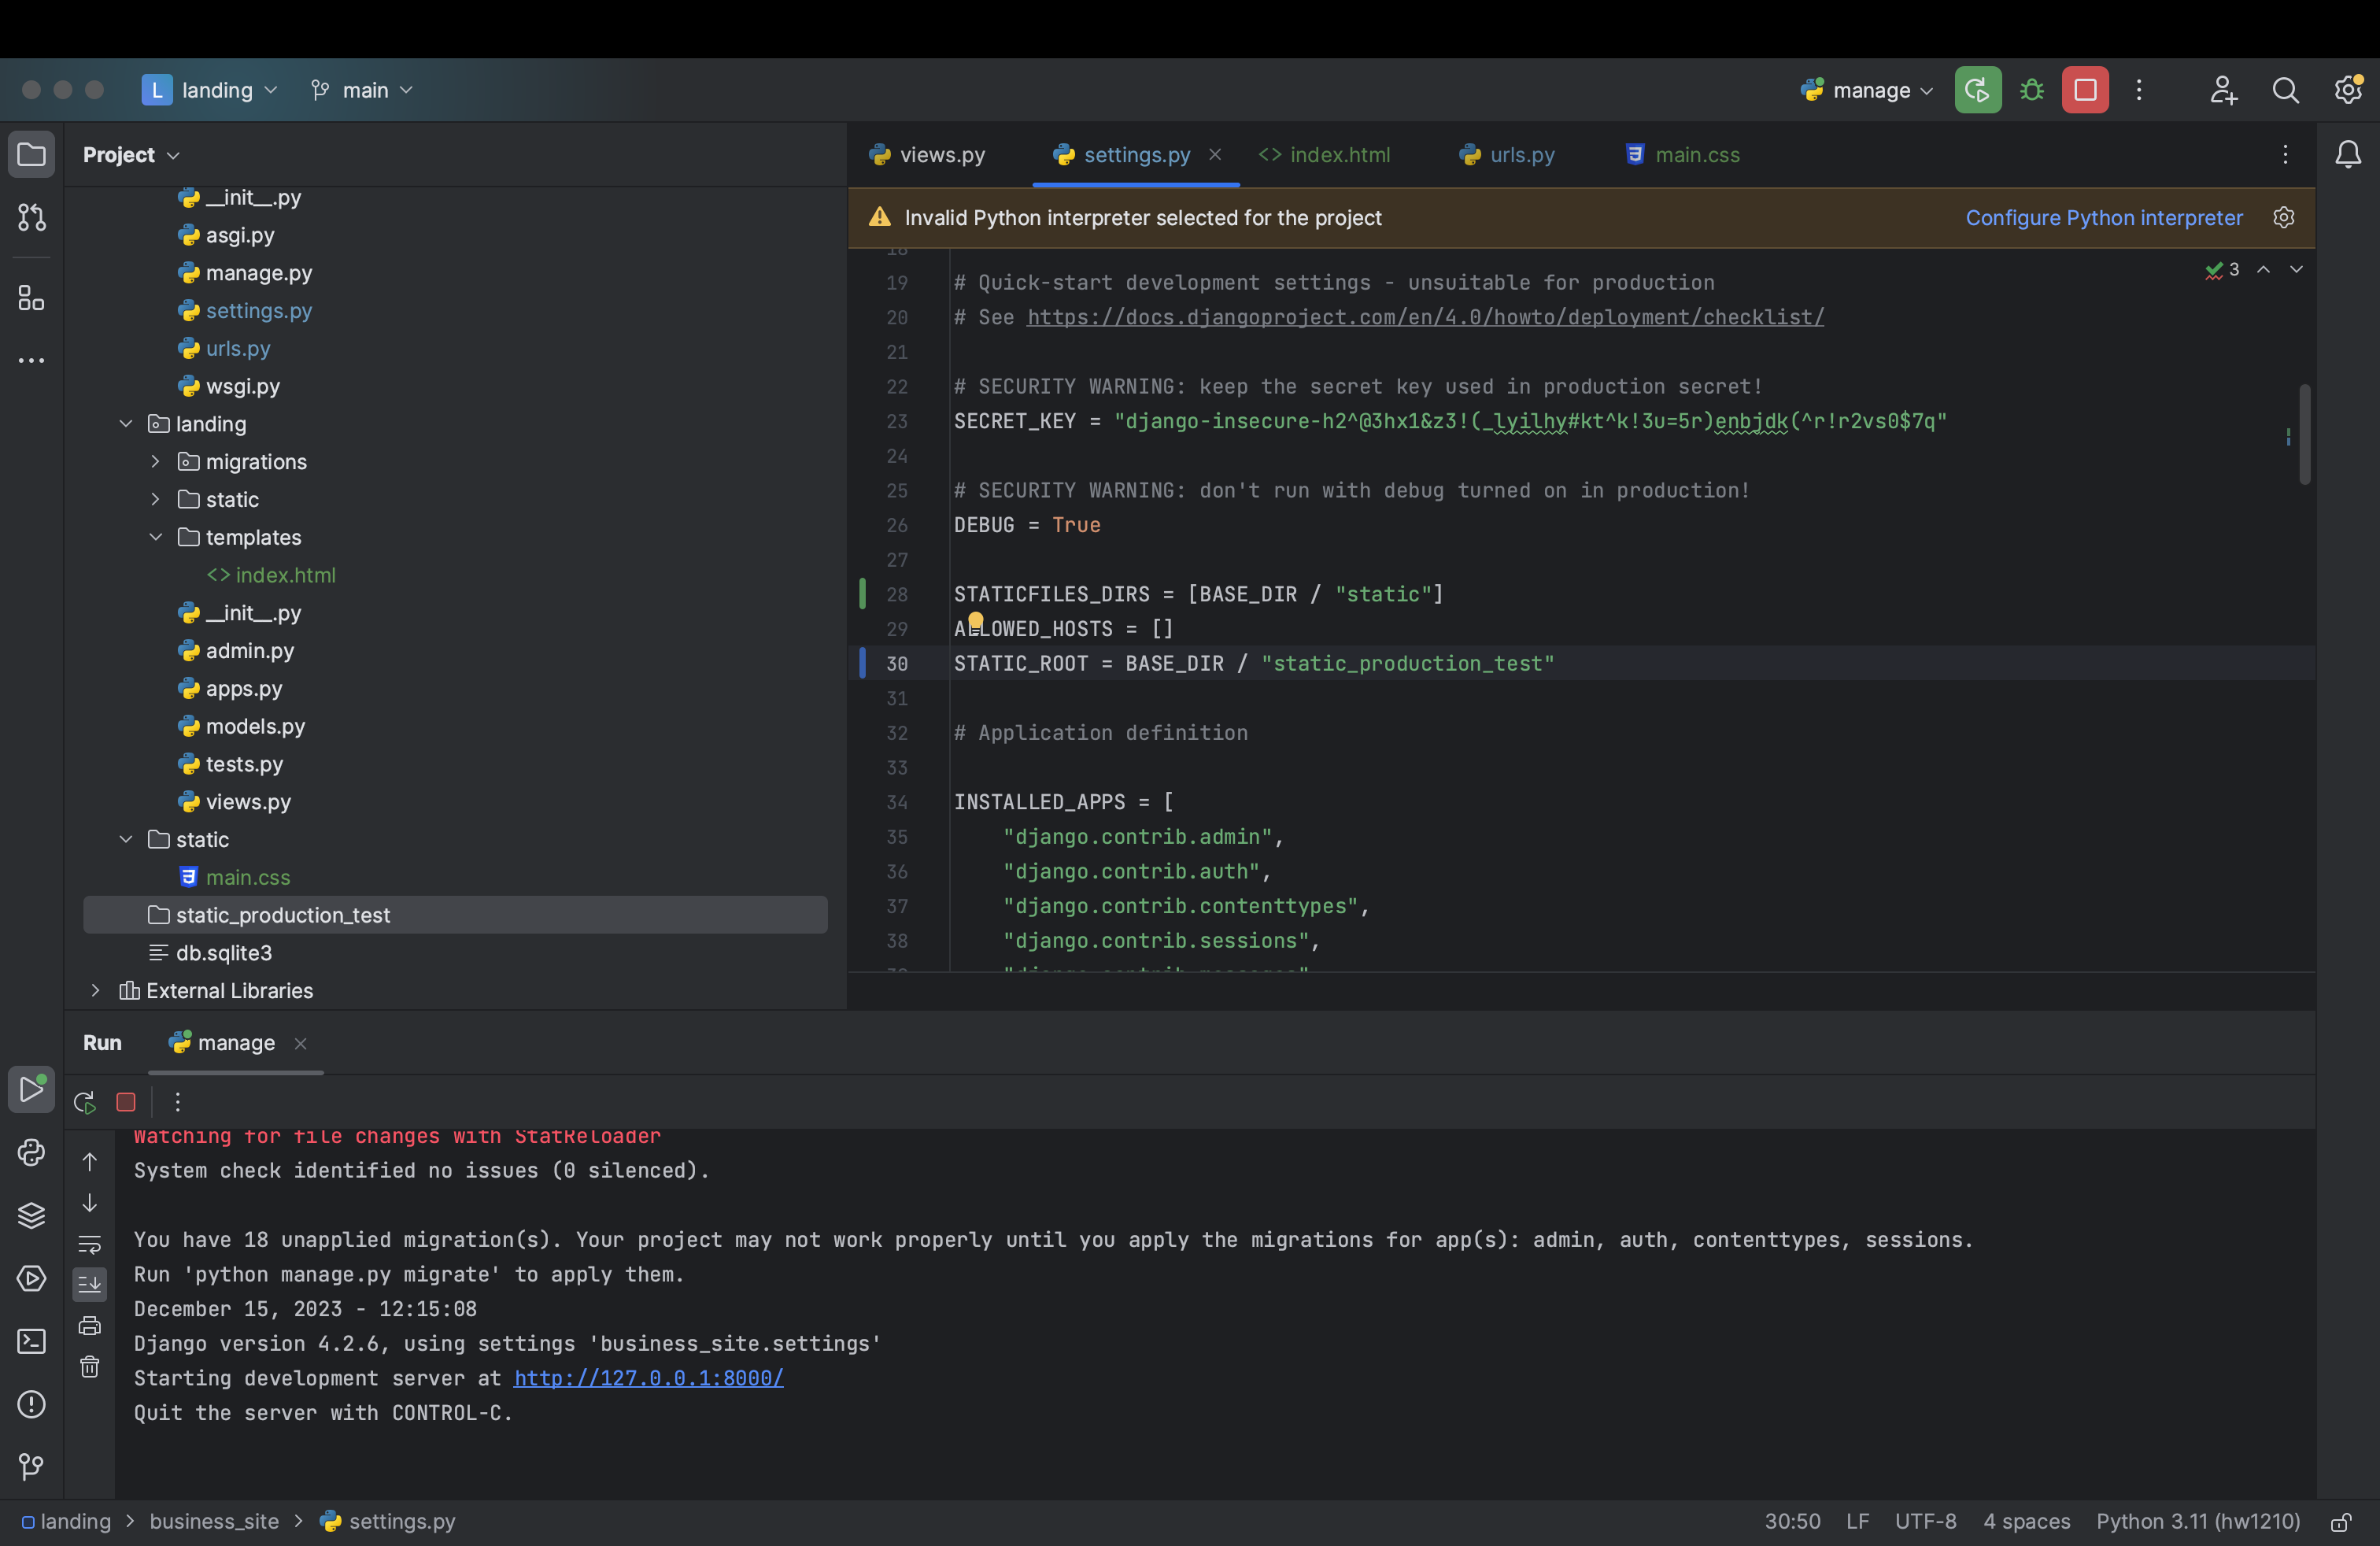 L landing main manage
Project
__init__.py
asgi.py
manage.py
settings.py
urls.py
wsgi.py
landing
migrations
static
templates
<> index.html
__init__.py
admin.py
apps.py
models.py
tests.py
views.py
static
main.css
static_production_test
db.sqlite3
External Libraries
views.py settings.py <> index.html urls.py main.css
Invalid Python interpreter selected for the project Configure Python interpreter
3
18
19 # Quick-start development settings - unsuitable for production
20 # See https://docs.djangoproject.com/en/4.0/howto/deployment/checklist/
21
22 # SECURITY WARNING: keep the secret key used in production secret!
23 SECRET_KEY = "django-insecure-h2^@3hx1&z3!(_lyilhy#kt^k!3u=5r)enbjdk(^r!r2vs0$7q"
24
25 # SECURITY WARNING: don't run with debug turned on in production!
26 DEBUG = True
27
28 STATICFILES_DIRS = [BASE_DIR / "static"]
29 ALLOWED_HOSTS = []
30 STATIC_ROOT = BASE_DIR / "static_production_test"
31
32 # Application definition
33
34 INSTALLED_APPS = [
35 "django.contrib.admin",
36 "django.contrib.auth",
37 "django.contrib.contenttypes",
38 "django.contrib.sessions",
Run manage
Watching for file changes with StatReloader
System check identified no issues (0 silenced).
You have 18 unapplied migration(s). Your project may not work properly until you apply the migrations for app(s): admin, auth, contenttypes, sessions.
Run 'python manage.py migrate' to apply them.
December 15, 2023 - 12:15:08
Django version 4.2.6, using settings 'business_site.settings'
Starting development server at http://127.0.0.1:8000/
Quit the server with CONTROL-C.
landing > business_site > settings.py 30:50 LF UTF-8 4 spaces Python 3.11 (hw1210)